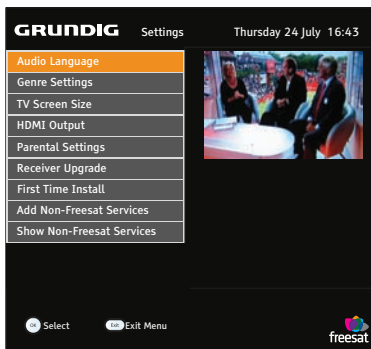 GRUNDIG Settings Thursday 24 July 16:43
Audio Language
Genre Settings
TV Screen Size
HDMI Output
Parental Settings
Receiver Upgrade
First Time Install
Add Non-Freesat Services
Show Non-Freesat Services
OK Select Exit Exit Menu
freesat